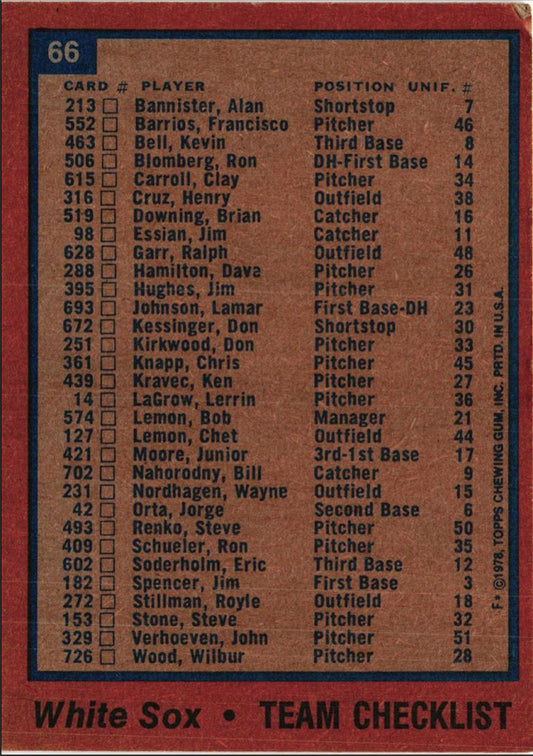 66
CARD # PLAYER POSITION UNIF. #
213 Bannister, Alan Shortstop 7
552 Barrios, Francisco Pitcher 46
463 Bell, Kevin Third Base 8
506 Blomberg, Ron DH-First Base 14
615 Carroll, Clay Pitcher 34
316 Cruz, Henry Outfield 38
519 Downing, Brian Catcher 16
98 Essian, Jim Catcher 11
628 Garr, Ralph Outfield 48
288 Hamilton, Dave Pitcher 26
395 Hughes, Jim Pitcher 31
693 Johnson, Lamar First Base-DH 23
672 Kessinger, Don Shortstop 30
251 Kirkwood, Don Pitcher 33
361 Knapp, Chris Pitcher 45
439 Kravec, Ken Pitcher 27
14 LaGrow, Lerrin Pitcher 36
574 Lemon, Bob Manager 21
127 Lemon, Chet Outfield 44
421 Moore, Junior 3rd-1st Base 17
702 Nahorodny, Bill Catcher 9
231 Nordhagen, Wayne Outfield 15
42 Orta, Jorge Second Base 6
493 Renko, Steve Pitcher 50
409 Schueler, Ron Pitcher 35
602 Soderholm, Eric Third Base 12
182 Spencer, Jim First Base 3
272 Stillman, Royle Outfield 18
153 Stone, Steve Pitcher 32
329 Verhoeven, John Pitcher 51
726 Wood, Wilbur Pitcher 28
F* ©1978, TOPPS CHEWING GUM, INC. PRTD. IN U.S.A.
White Sox • TEAM CHECKLIST